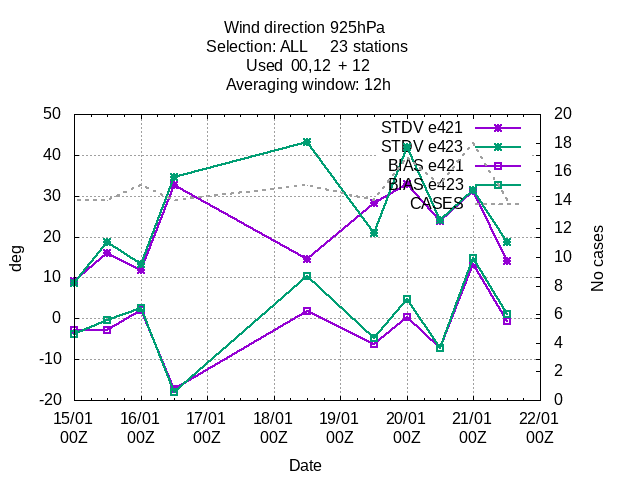 Wind direction 925hPa
Selection: ALL 23 stations
Used 00,12 + 12
Averaging window: 12h
50
40
30
20
10
0
-10
-20
deg
STDV e421
STDV e423
BIAS e421
BIAS e423
CASES
20
18
16
14
12
10
8
6
4
2
0
No cases
15/01 16/01 17/01 18/01 19/01 20/01 21/01 22/01
00Z 00Z 00Z 00Z 00Z 00Z 00Z 00Z
Date